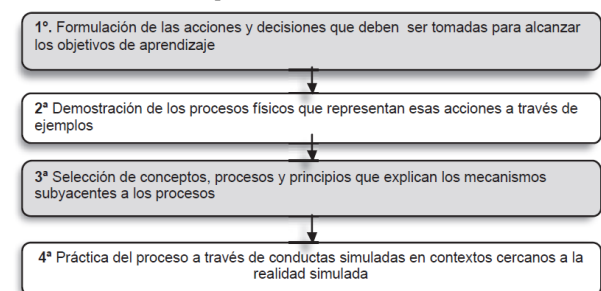 1º. Formulación de las acciones y decisiones que deben ser tomadas para alcanzar
los objetivos de aprendizaje
2ª Demostración de los procesos físicos que representan esas acciones a través de
ejemplos
3ª Selección de conceptos, procesos y principios que explican los mecanismos
subyacentes a los procesos
4ª Práctica del proceso a través de conductas simuladas en contextos cercanos a la
realidad simulada